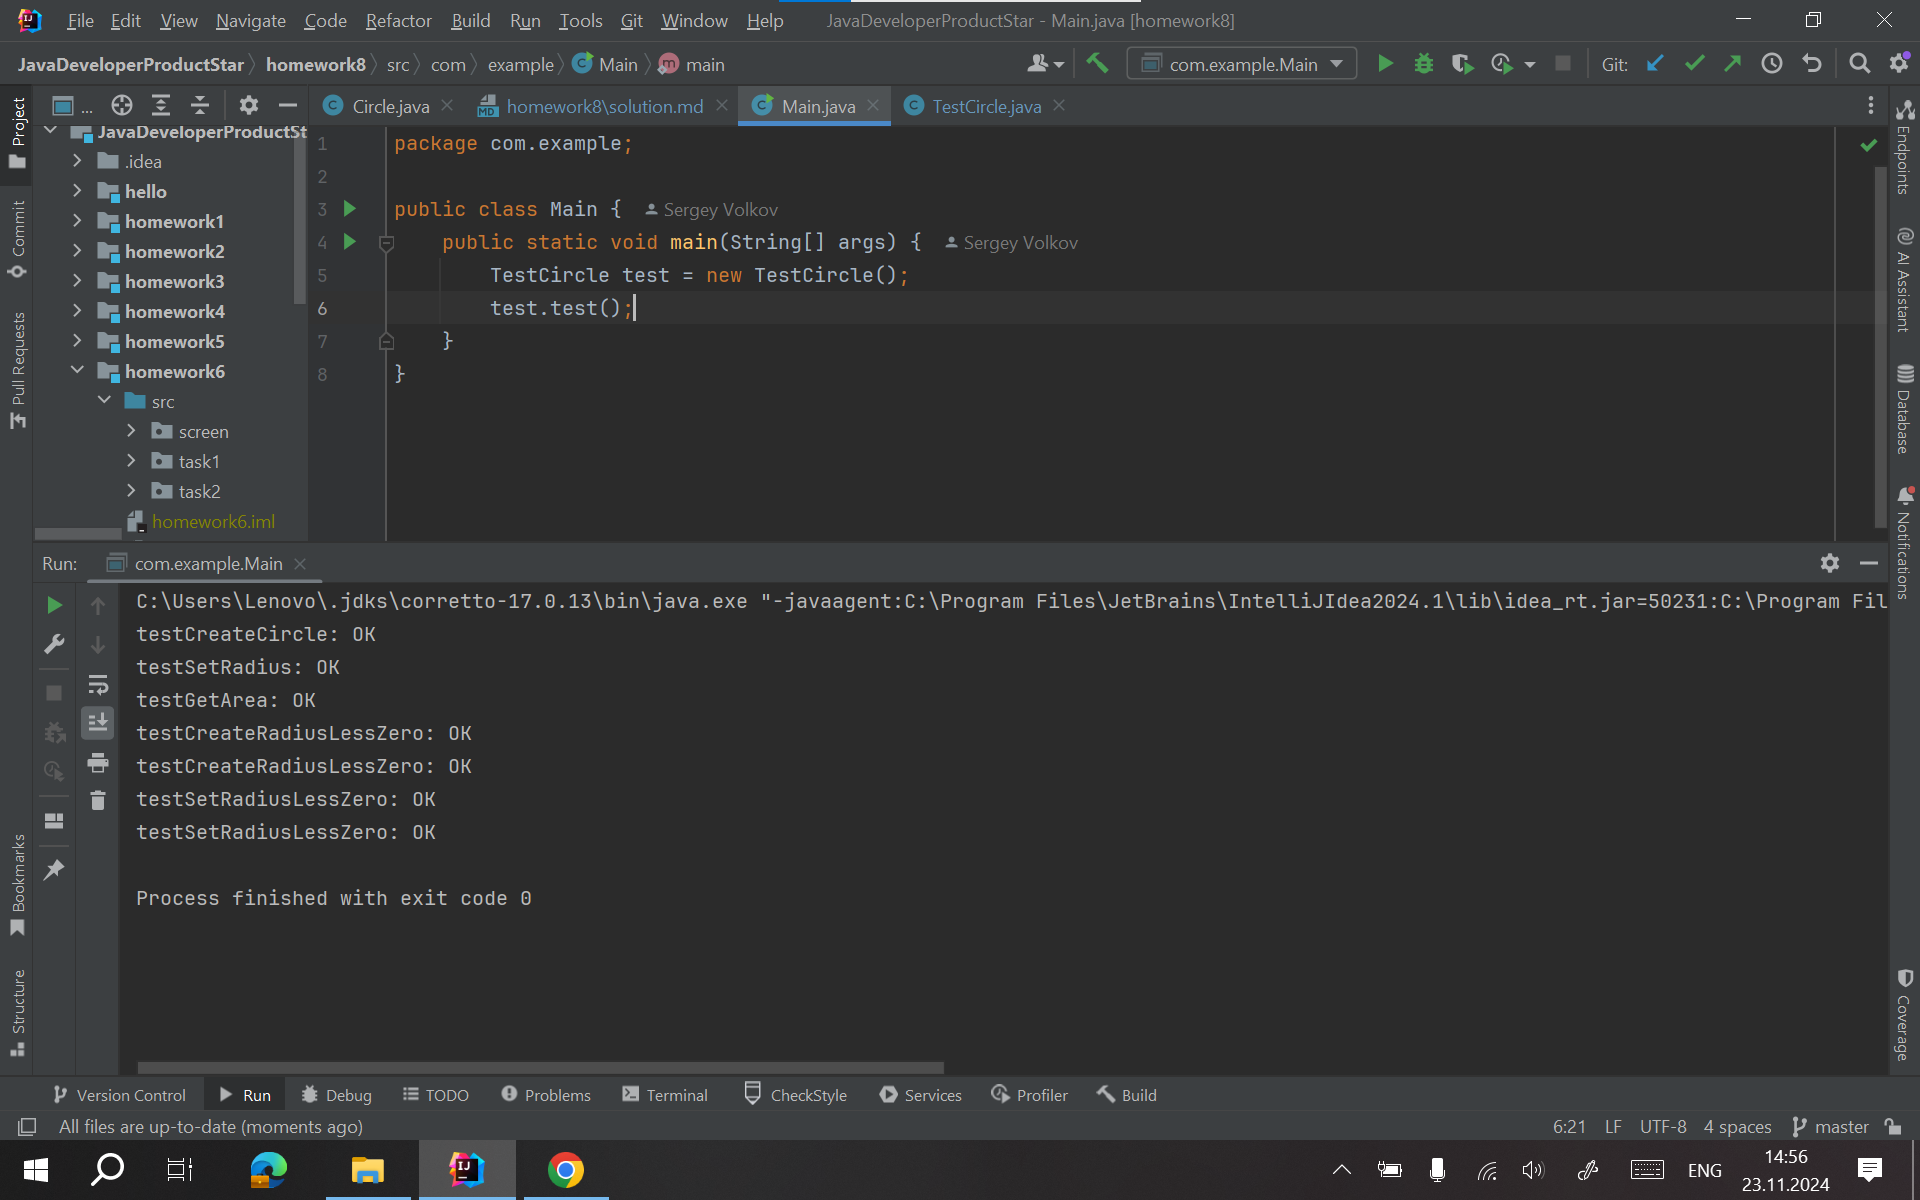 File Edit View Navigate Code Refactor Build Run Tools Git Window Help JavaDeveloperProductStar - Main.java [homework8]
JavaDeveloperProductStar homework8 src com example Main main com.example.Main Git:
Project
Commit
Pull Requests
Bookmarks
Structure
...
Circle.java homework8\solution.md Main.java TestCircle.java
JavaDeveloperProductSt
.idea
hello
homework1
homework2
homework3
homework4
homework5
homework6
src
screen
task1
task2
homework6.iml
1 package com.example;
2
3 public class Main { Sergey Volkov
4 public static void main(String[] args) { Sergey Volkov
5 TestCircle test = new TestCircle();
6 test.test();
7 }
8 }
Endpoints
AI Assistant
Database
Notifications
Coverage
Run: com.example.Main
C:\Users\Lenovo\.jdks\corretto-17.0.13\bin\java.exe "-javaagent:C:\Program Files\JetBrains\IntelliJIdea2024.1\lib\idea_rt.jar=50231:C:\Program Fil
testCreateCircle: OK
testSetRadius: OK
testGetArea: OK
testCreateRadiusLessZero: OK
testCreateRadiusLessZero: OK
testSetRadiusLessZero: OK
testSetRadiusLessZero: OK
Process finished with exit code 0
Version Control Run Debug TODO Problems Terminal CheckStyle Services Profiler Build
All files are up-to-date (moments ago) 6:21 LF UTF-8 4 spaces master
ENG 14:56
23.11.2024